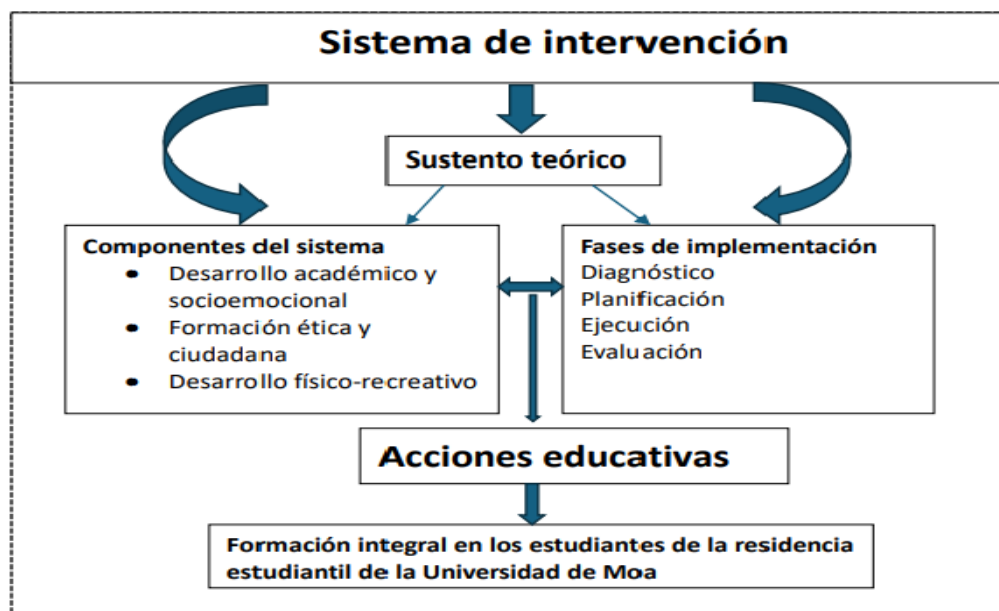 Sistema de intervención
Sustento teórico
Componentes del sistema
• Desarrollo académico y
socioemocional
• Formación ética y
ciudadana
• Desarrollo físico-recreativo
Fases de implementación
Diagnóstico
Planificación
Ejecución
Evaluación
Acciones educativas
Formación integral en los estudiantes de la residencia
estudiantil de la Universidad de Moa